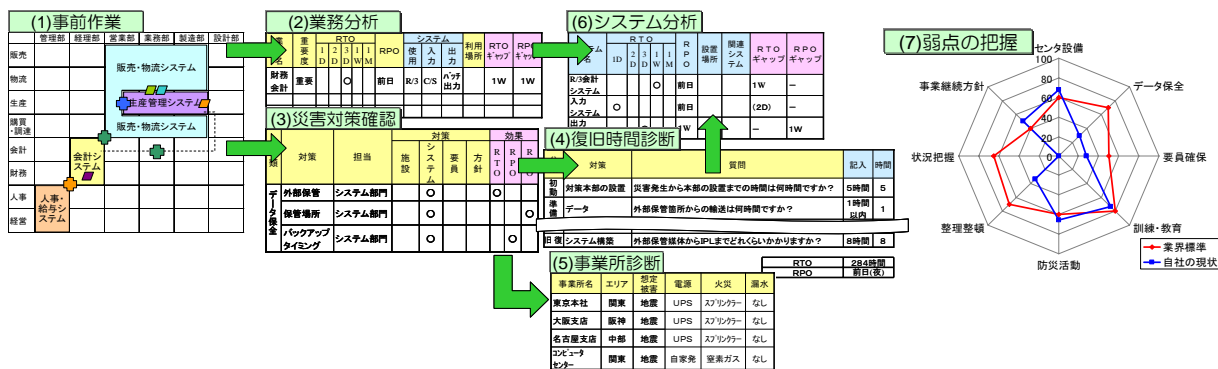 (1)事前作業
管理部 経理部 営業部 業務部 製造部 設計部
販売
物流
生産
購買・調達
会計
財務
人事
経営
販売・物流システム
生産管理システム
販売・物流システム
会計システム
人事・給与システム
(2)業務分析
重要度 RTO RPO システム 利用場所 RTOギャップ RPO
1D 2D 3D 1W 1M 使用 入力 出力
財務会計 重要 ○ 前日 R/3 C/S バッチ出力 1W 1W
(3)災害対策確認
対策 担当 対策 効果
施設 システム 要員 方針 RTO RPO
データ保全
外部保管 システム部門 ○ ○
保管場所 システム部門 ○ ○
バックアップタイミング システム部門 ○ ○
(6)システム分析
RTO RPO 設置場所 関連システム RTOギャップ RPOギャップ
1D 2D 3D 1W 1M
R/3会計システム ○ 前日 1W －
入力システム ○ 前日 (2D) －
出力 1W － 1W
(4)復旧時間診断
対策 質問 記入 時間
初動 対策本部の設置 災害発生から本部の設置までの時間は何時間ですか? 5時間 5
準備 データ 外部保管箇所からの輸送は何時間ですか? 1時間以内 1
旧復 システム構築 外部保管媒体からIPLまでどれくらいかかりますか? 8時間 8
RTO 284時間
RPO 前日(夜)
(5)事業所診断
事業所名 エリア 想定被害 電源 火災 漏水
東京本社 関東 地震 UPS スプリンクラー なし
大阪支店 阪神 地震 UPS スプリンクラー なし
名古屋支店 中部 地震 UPS スプリンクラー なし
コンピュータセンター 関東 地震 自家発 窒素ガス なし
(7)弱点の把握
センタ設備
データ保全
要員確保
訓練・教育
防災活動
整理整頓
状況把握
事業継続方針
100
80
60
40
20
0
業界標準
自社の現状